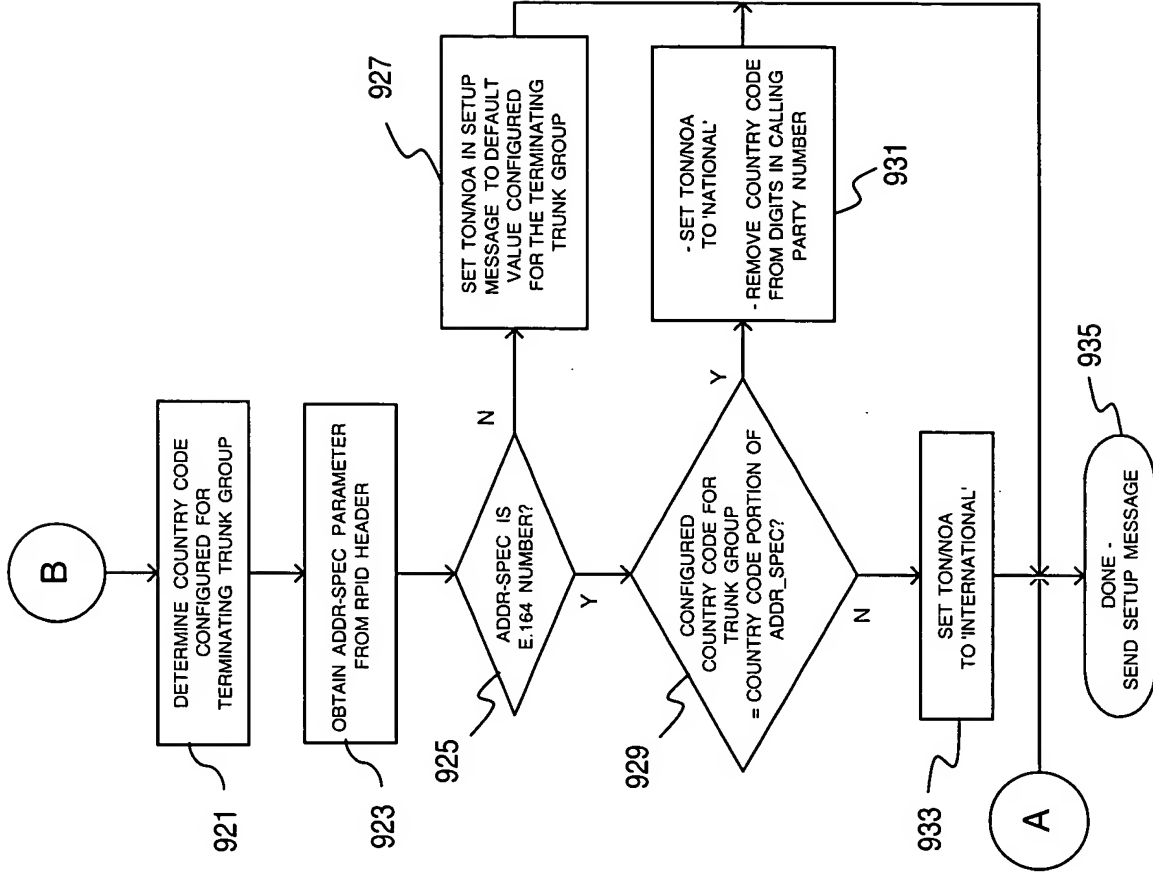 B
DETERMINE COUNTRY CODE
CONFIGURED FOR
TERMINATING TRUNK GROUP
921
OBTAIN ADDR-SPEC PARAMETER
FROM RPID HEADER
923
ADDR-SPEC IS
E.164 NUMBER?
925
N
Y
SET TON/NOA IN SETUP
MESSAGE TO DEFAULT
VALUE CONFIGURED
FOR THE TERMINATING
TRUNK GROUP
927
CONFIGURED
COUNTRY CODE FOR
TRUNK GROUP
= COUNTRY CODE PORTION OF
ADDR_SPEC?
929
Y
N
- SET TON/NOA
TO 'NATIONAL'
- REMOVE COUNTRY CODE
FROM DIGITS IN CALLING
PARTY NUMBER
931
SET TON/NOA
TO 'INTERNATIONAL'
933
A
DONE -
SEND SETUP MESSAGE
935